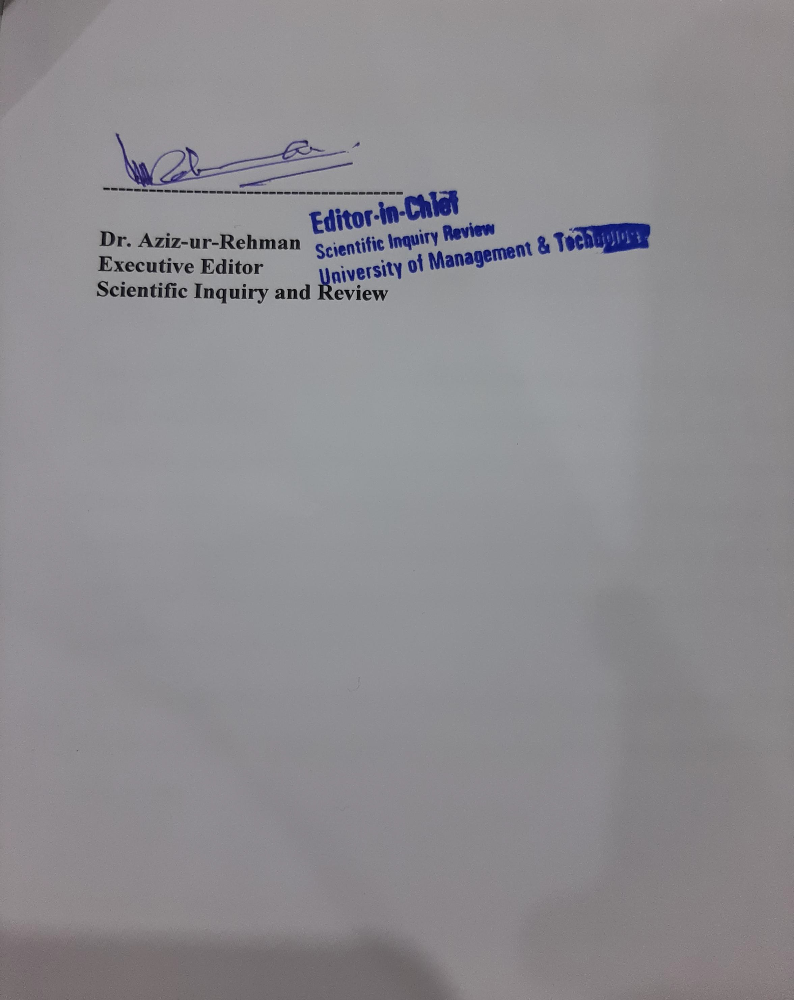 Editor-in-Chief
Scientific Inquiry Review
University of Management & Technology
Dr. Aziz-ur-Rehman
Executive Editor
Scientific Inquiry and Review